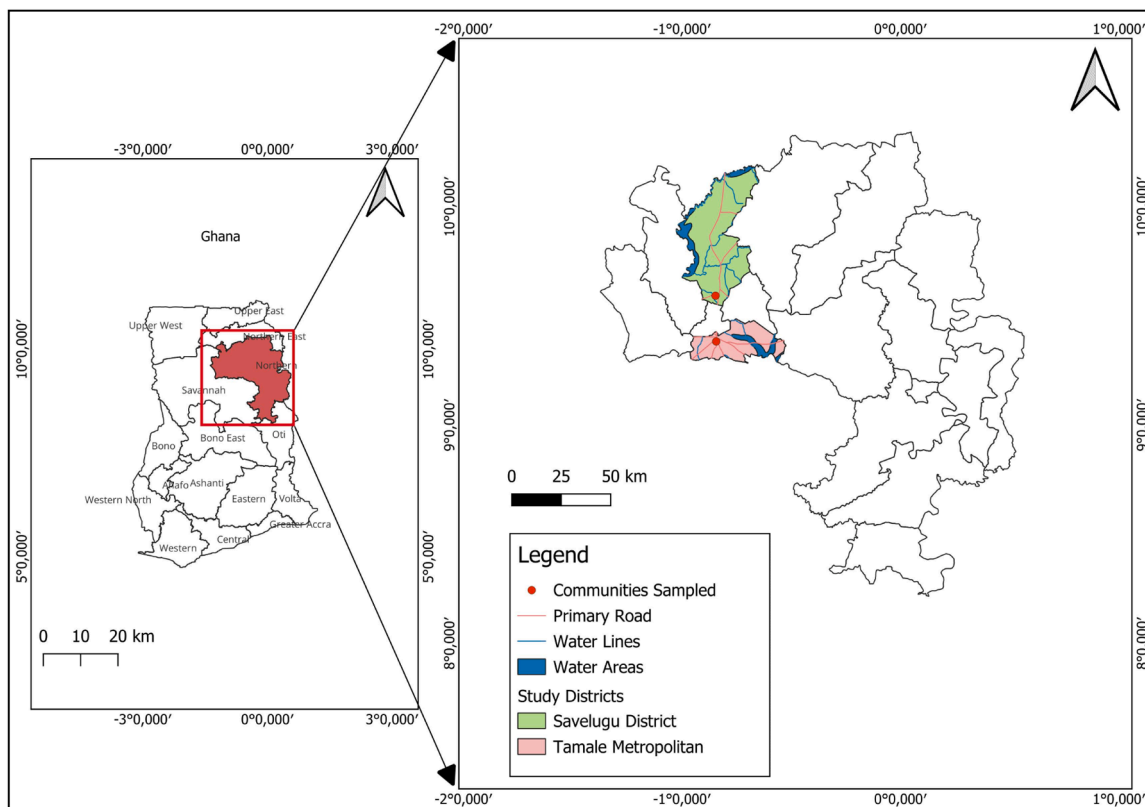 -2°0,000′ -1°0,000′ 0°0,000′ 1°0,000′
-3°0,000′ 0°0,000′ 3°0,000′
Ghana
Upper East
Upper West
Northern East
Northern
Savannah
Bono East
Oti
Bono
Ahafo
Ashanti
Western North
Eastern
Volta
Greater Accra
Central
Western
10°0,000′
5°0,000′
10°0,000′
5°0,000′
0 10 20 km
-3°0,000′ 0°0,000′ 3°0,000′
10°0,000′
9°0,000′
8°0,000′
10°0,000′
9°0,000′
8°0,000′
0 25 50 km
Legend
Communities Sampled
Primary Road
Water Lines
Water Areas
Study Districts
Savelugu District
Tamale Metropolitan
-2°0,000′ -1°0,000′ 0°0,000′ 1°0,000′